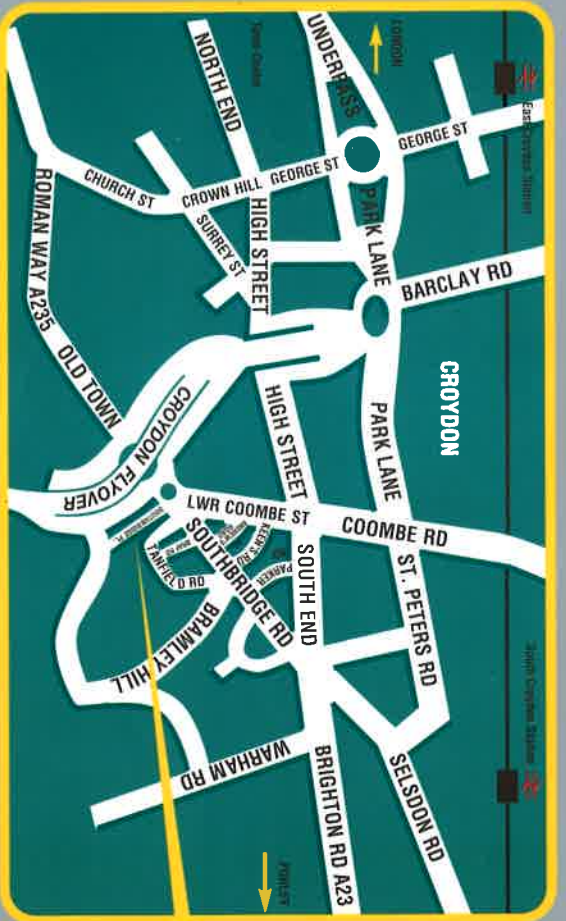 LONDON
UNDERPASS
NORTH END
Town Centre
GEORGE ST
East Croydon Station
GEORGE ST
CROWN HILL
CHURCH ST
PARK LANE
HIGH STREET
SURREY ST
BARCLAY RD
ROMAN WAY A235
OLD TOWN
CROYDON
CROYDON FLYOVER
HIGH STREET
PARK LANE
LWR COOMBE ST
COOMBE RD
SOUTH END
ST. PETERS RD
SOUTHBRIDGE RD
KEEN'S RD
PARKER
TANFIELD RD
BRAMLEY HILL
South Croydon Station
WARHAM RD
BRIGHTON RD A23
SELSDON RD
PURLEY